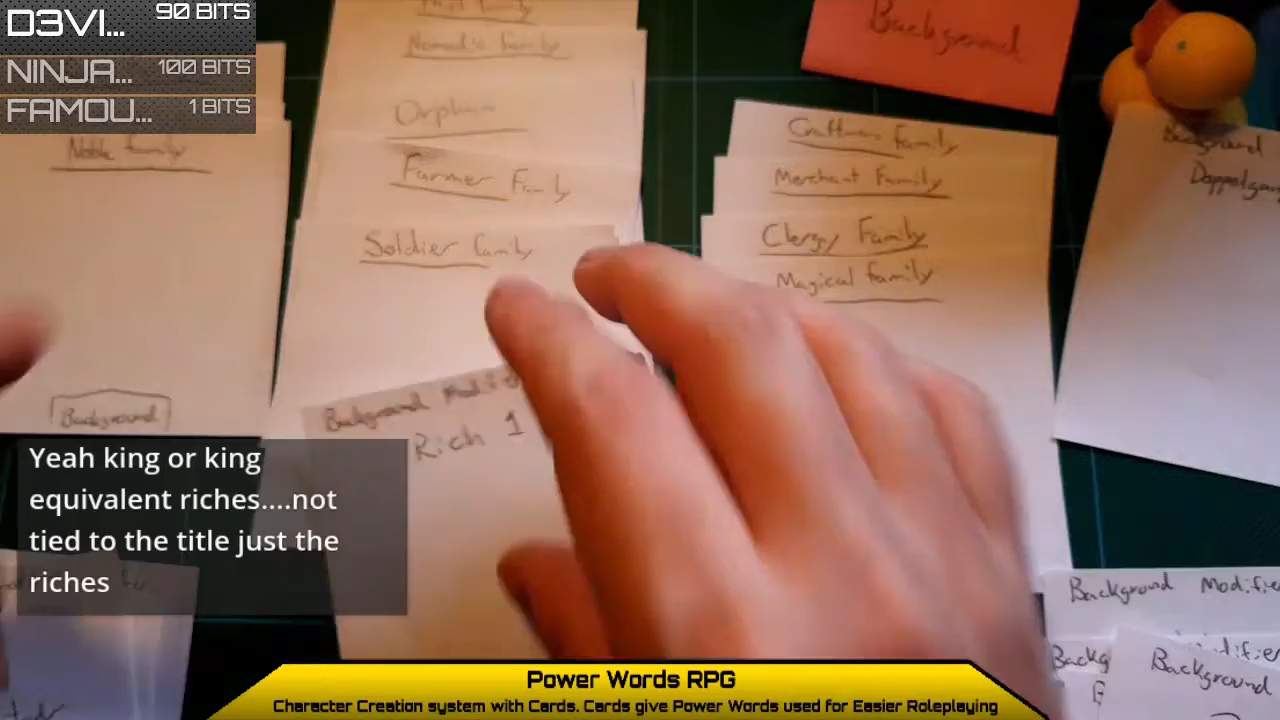 D3VI... 90 BITS
NINJA... 100 BITS
FAMOU... 1 BITS
Noble Family
Background
Family
Nomadic Family
Orphan
Farmer Family
Soldier Family
Background
Rich 1
Background
Craftmans Family
Merchant Family
Clergy Family
Magical Family
Background
Background Modifier
Backg
Background
Yeah king or king
equivalent riches....not
tied to the title just the
riches
Power Words RPG
Character Creation system with Cards. Cards give Power Words used for Easier Roleplaying